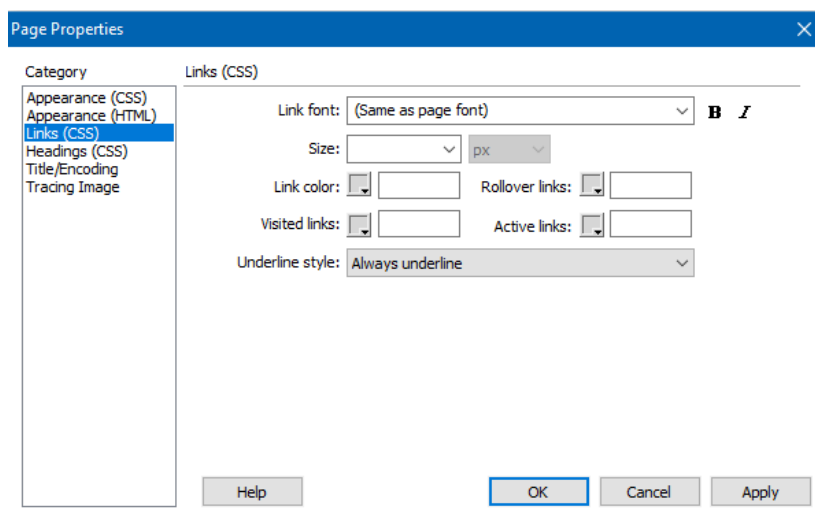 Page Properties
Category
Links (CSS)
Appearance (CSS)
Appearance (HTML)
Links (CSS)
Headings (CSS)
Title/Encoding
Tracing Image
Link font: (Same as page font) B I
Size: px
Link color: Rollover links:
Visited links: Active links:
Underline style: Always underline
Help OK Cancel Apply